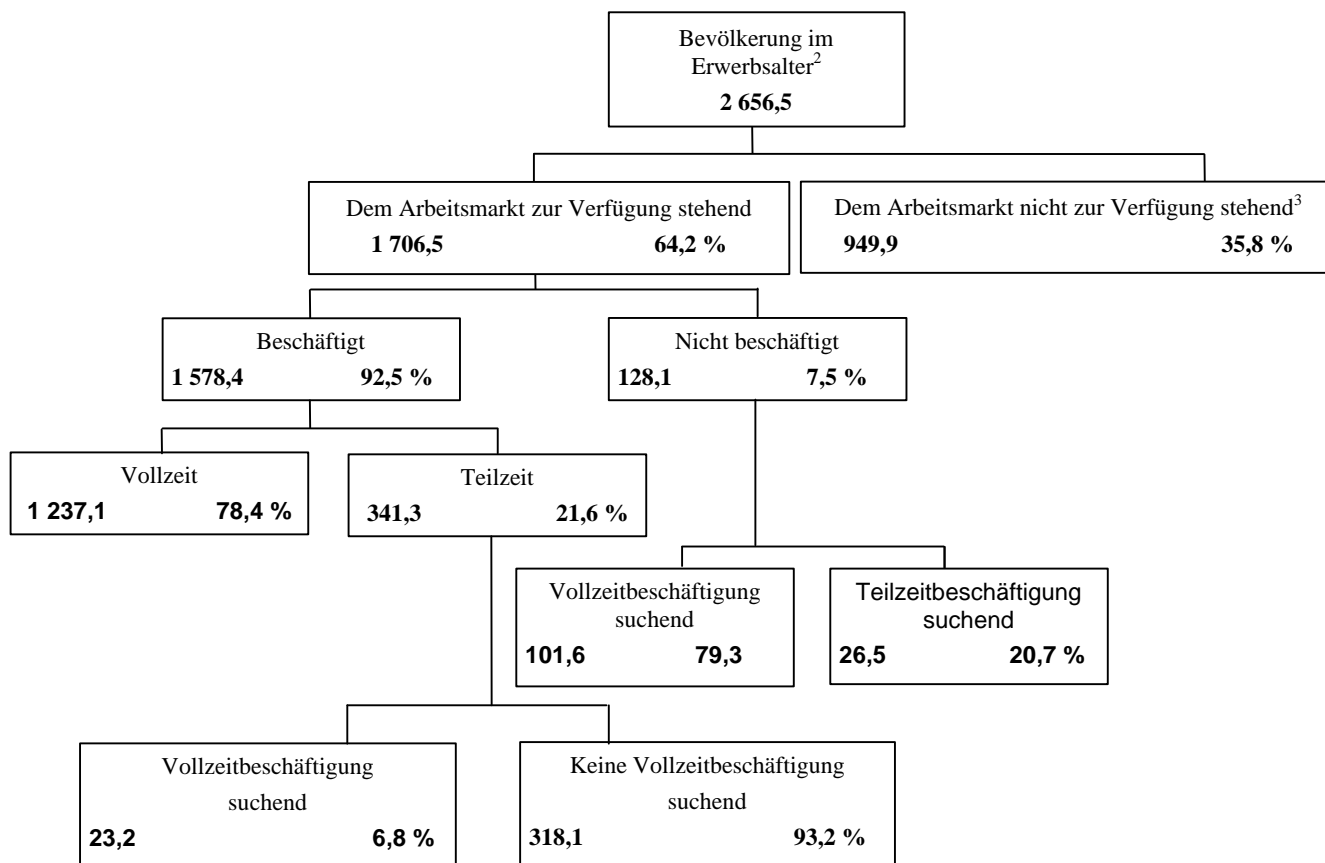 Bevölkerung im
Erwerbsalter²
2 656,5
Dem Arbeitsmarkt zur Verfügung stehend
1 706,5 64,2 %
Dem Arbeitsmarkt nicht zur Verfügung stehend³
949,9 35,8 %
Beschäftigt
1 578,4 92,5 %
Nicht beschäftigt
128,1 7,5 %
Vollzeit
1 237,1 78,4 %
Teilzeit
341,3 21,6 %
Vollzeitbeschäftigung
suchend
101,6 79,3
Teilzeitbeschäftigung
suchend
26,5 20,7 %
Vollzeitbeschäftigung
suchend
23,2 6,8 %
Keine Vollzeitbeschäftigung
suchend
318,1 93,2 %